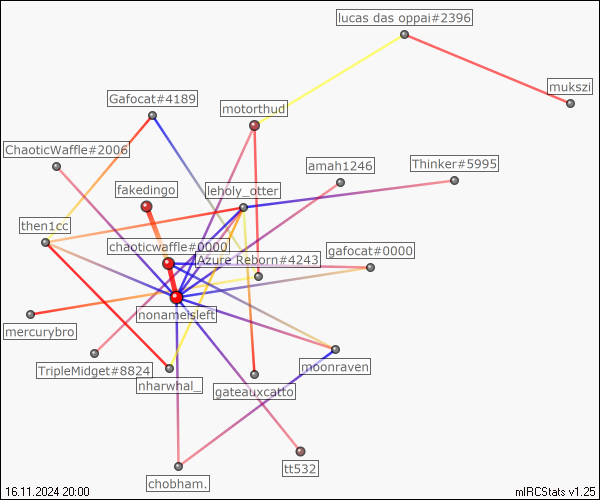 lucas das oppai#2396
mukszi
Gafocat#4189
motorthud
ChaoticWaffle#2006
amah1246
Thinker#5995
fakedingo
leholy_otter
then1cc
chaoticwaffle#0000
Azure Reborn#4243
gafocat#0000
nonameisleft
mercurybro
TripleMidget#8824
nharwhal_
gateauxcatto
moonraven
chobham.
tt532
16.11.2024 20:00
mIRCStats v1.25